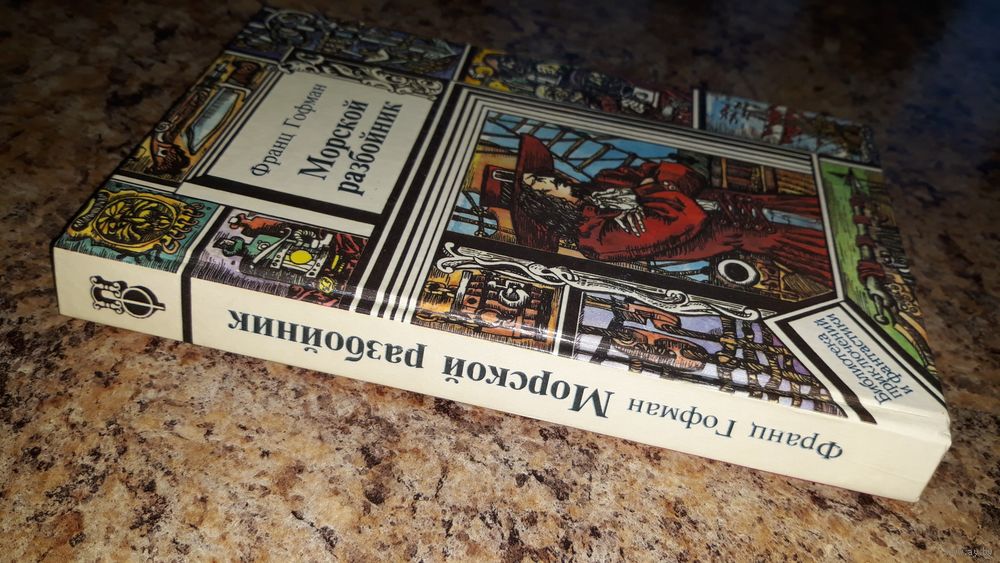 Франц Гофман
Морской
разбойник
Библиотека
приключений
и фантастики
Франц Гофман Морской разбойник